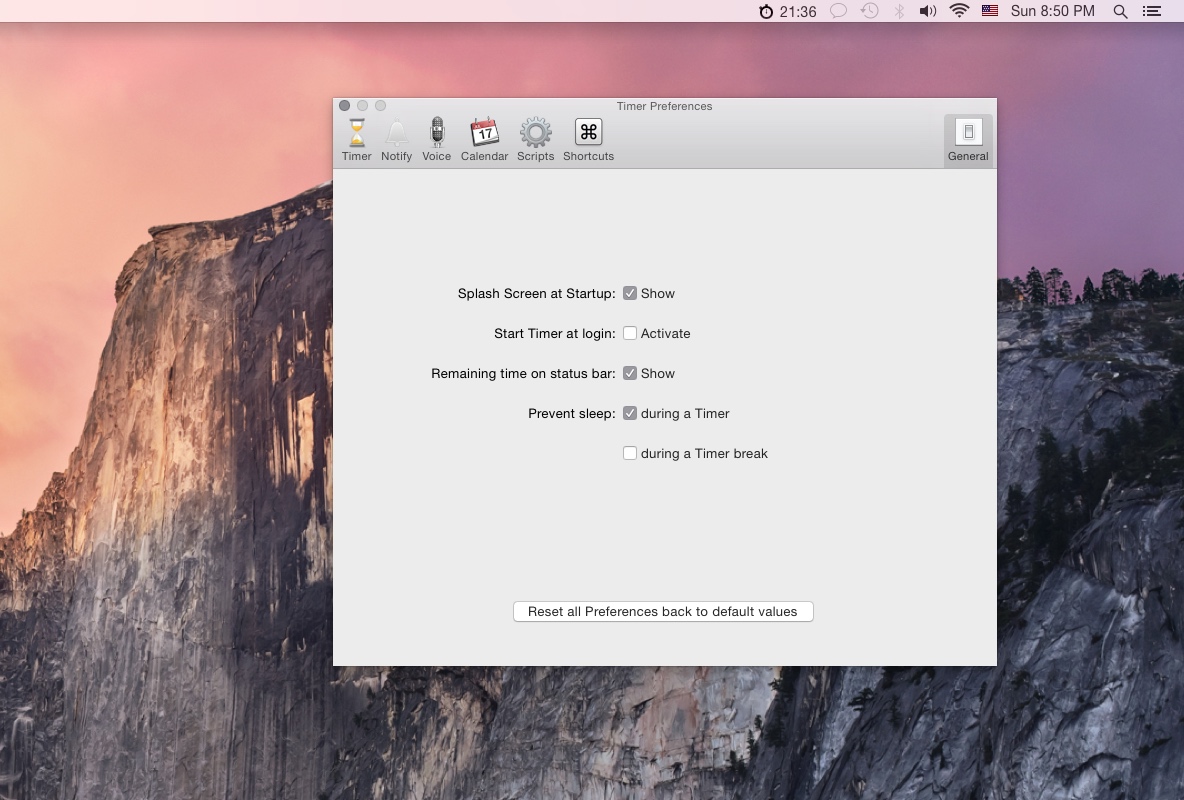 21:36 Sun 8:50 PM
Timer Preferences
17
Timer Notify Voice Calendar Scripts Shortcuts General
Splash Screen at Startup: Show
Start Timer at login: Activate
Remaining time on status bar: Show
Prevent sleep: during a Timer
during a Timer break
Reset all Preferences back to default values